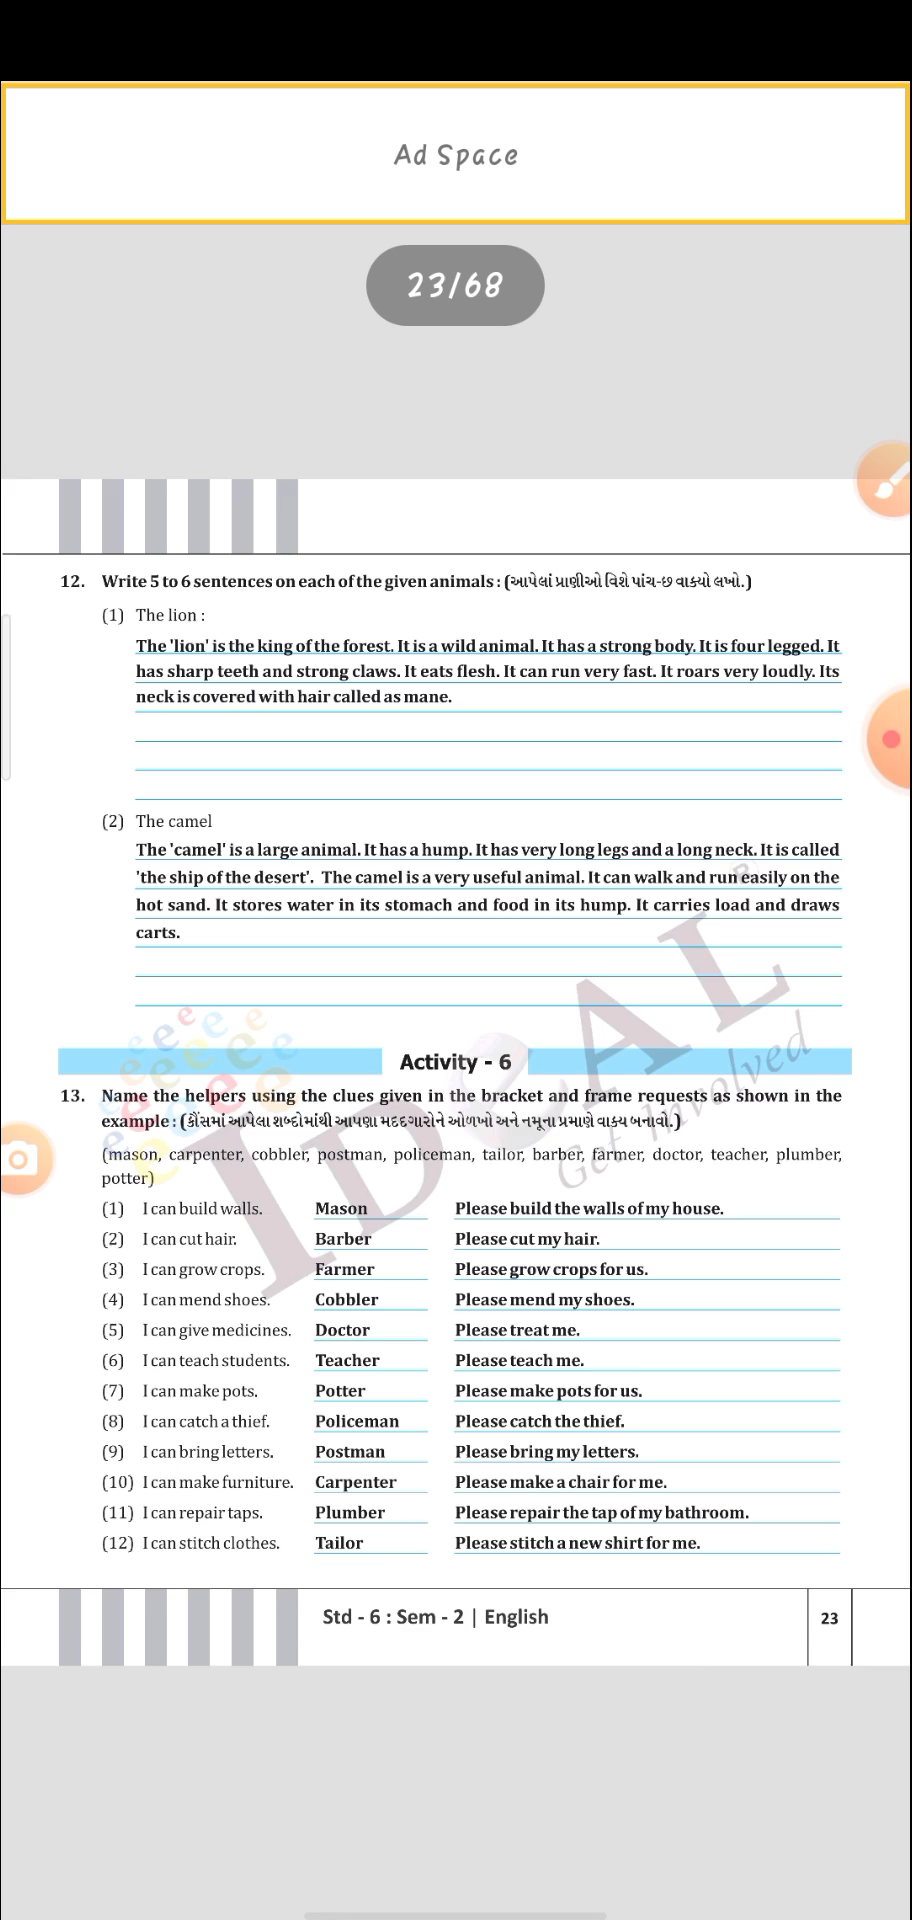 Ad Space
23/68
12. Write 5 to 6 sentences on each of the given animals : (આપેલાં પ્રાણીઓ વિશે પાંચ-છ વાક્યો લખો.)
(1) The lion :
The 'lion' is the king of the forest. It is a wild animal. It has a strong body. It is four legged. It
has sharp teeth and strong claws. It eats flesh. It can run very fast. It roars very loudly. Its
neck is covered with hair called as mane.
(2) The camel
The 'camel' is a large animal. It has a hump. It has very long legs and a long neck. It is called
'the ship of the desert'. The camel is a very useful animal. It can walk and run easily on the
hot sand. It stores water in its stomach and food in its hump. It carries load and draws
carts.
IDeAL
Get Involved
Activity - 6
13. Name the helpers using the clues given in the bracket and frame requests as shown in the
example : (કૌંસમાં આપેલા શબ્દોમાંથી આપણા મદદગારોને ઓળખો અને નમૂના પ્રમાણે વાક્ય બનાવો.)
(mason, carpenter, cobbler, postman, policeman, tailor, barber, farmer, doctor, teacher, plumber,
potter)
(1) I can build walls. Mason Please build the walls of my house.
(2) I can cut hair. Barber Please cut my hair.
(3) I can grow crops. Farmer Please grow crops for us.
(4) I can mend shoes. Cobbler Please mend my shoes.
(5) I can give medicines. Doctor Please treat me.
(6) I can teach students. Teacher Please teach me.
(7) I can make pots. Potter Please make pots for us.
(8) I can catch a thief. Policeman Please catch the thief.
(9) I can bring letters. Postman Please bring my letters.
(10) I can make furniture. Carpenter Please make a chair for me.
(11) I can repair taps. Plumber Please repair the tap of my bathroom.
(12) I can stitch clothes. Tailor Please stitch a new shirt for me.
Std - 6 : Sem - 2 | English
23